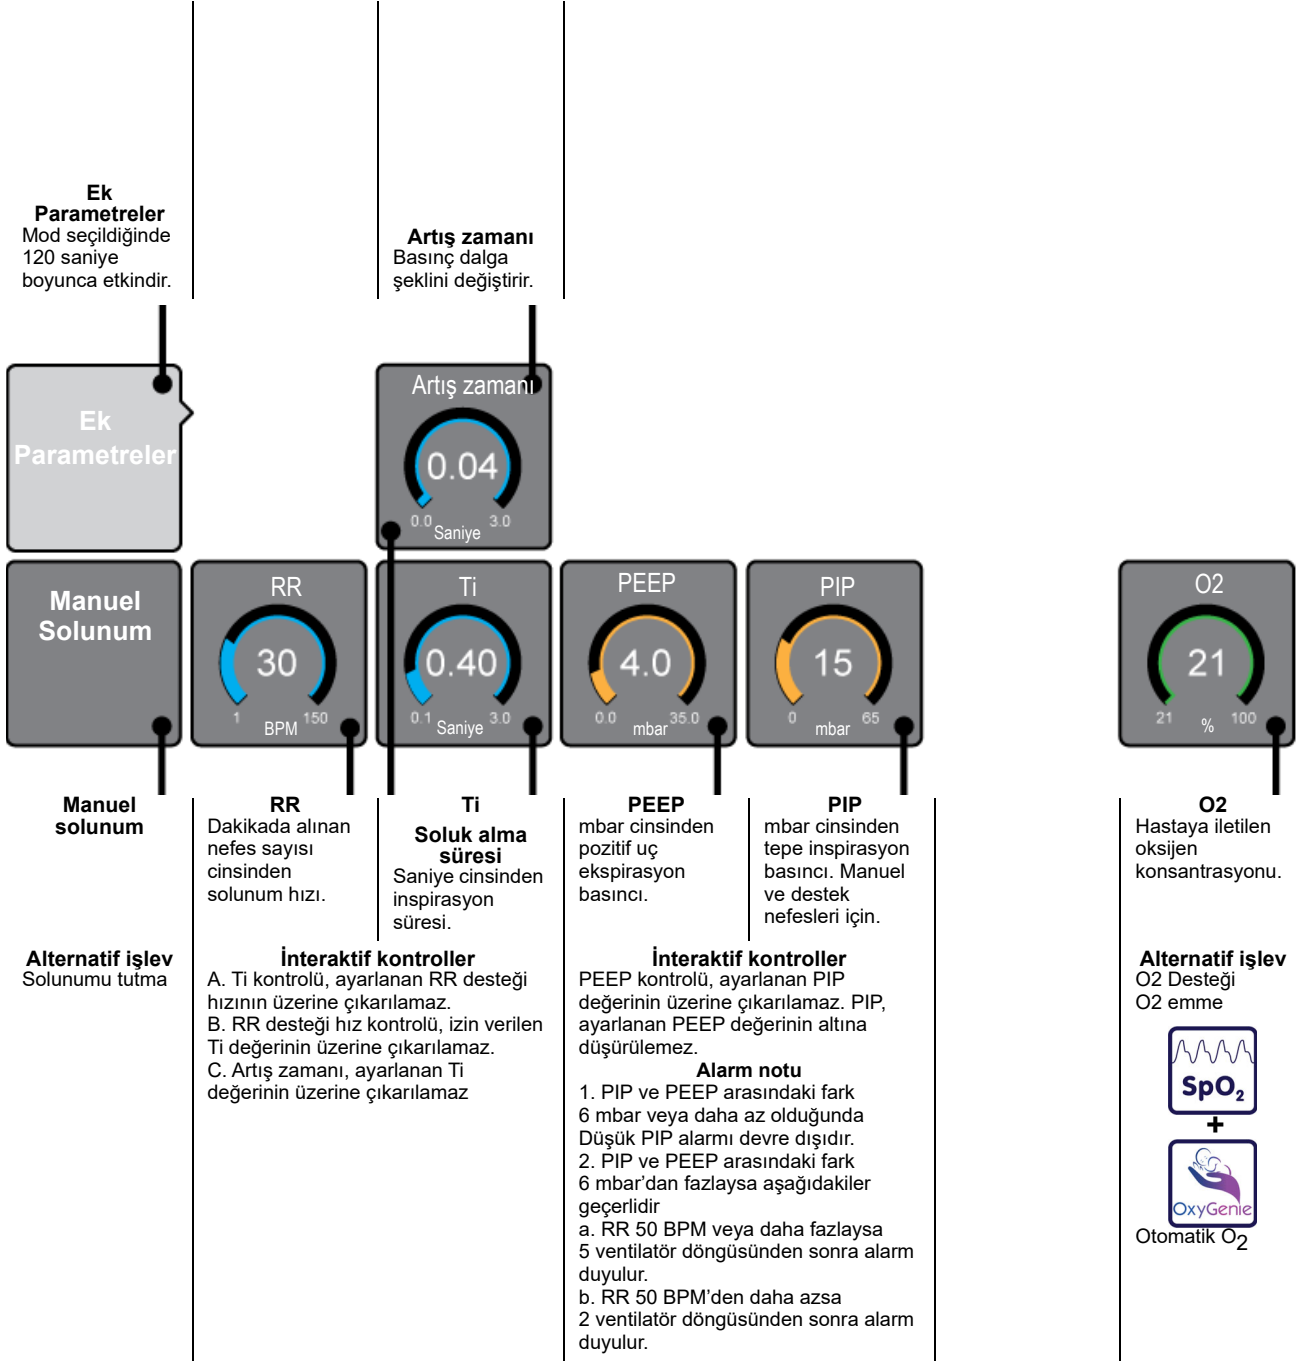 Ek
Parametreler
Mod seçildiğinde
120 saniye
boyunca etkindir.
Artış zamanı
Basınç dalga
şeklini değiştirir.
Ek
Parametreler
Artış zamanı
0.04
0.0
3.0
Saniye
Manuel
Solunum
RR
30
1
150
BPM
Ti
0.40
0.1
3.0
Saniye
PEEP
4.0
0.0
35.0
mbar
PIP
15
0
65
mbar
O2
21
21
100
%
Manuel
solunum
RR
Dakikada alınan
nefes sayısı
cinsinden
solunum hızı.
Ti
Soluk alma
süresi
Saniye cinsinden
inspirasyon
süresi.
PEEP
mbar cinsinden
pozitif uç
ekspirasyon
basıncı.
PIP
mbar cinsinden
tepe inspirasyon
basıncı. Manuel
ve destek
nefesleri için.
O2
Hastaya iletilen
oksijen
konsantrasyonu.
Alternatif işlev
Solunumu tutma
İnteraktif kontroller
A. Ti kontrolü, ayarlanan RR desteği
hızının üzerine çıkarılamaz.
B. RR desteği hız kontrolü, izin verilen
Ti değerinin üzerine çıkarılamaz.
C. Artış zamanı, ayarlanan Ti
değerinin üzerine çıkarılamaz
İnteraktif kontroller
PEEP kontrolü, ayarlanan PIP
değerinin üzerine çıkarılamaz. PIP,
ayarlanan PEEP değerinin altına
düşürülemez.
Alarm notu
1. PIP ve PEEP arasındaki fark
6 mbar veya daha az olduğunda
Düşük PIP alarmı devre dışıdır.
2. PIP ve PEEP arasındaki fark
6 mbar’dan fazlaysa aşağıdakiler
geçerlidir
a. RR 50 BPM veya daha fazlaysa
5 ventilatör döngüsünden sonra alarm
duyulur.
b. RR 50 BPM’den daha azsa
2 ventilatör döngüsünden sonra alarm
duyulur.
Alternatif işlev
O2 Desteği
O2 emme
SpO₂
+
OxyGenie
Otomatik O₂